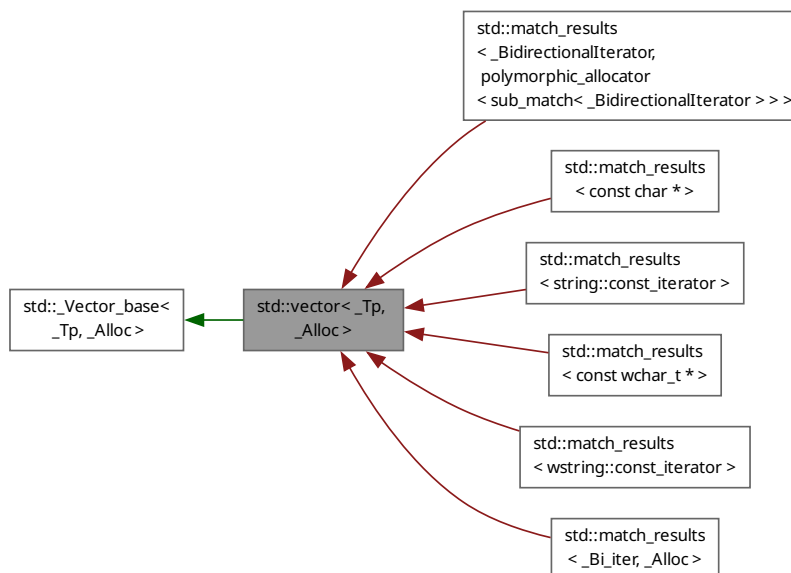 std::match_results
< _BidirectionalIterator,
polymorphic_allocator
< sub_match< _BidirectionalIterator > > >
std::match_results
< const char * >
std::match_results
< string::const_iterator >
std::_Vector_base<
_Tp, _Alloc >
std::vector< _Tp,
_Alloc >
std::match_results
< const wchar_t * >
std::match_results
< wstring::const_iterator >
std::match_results
< _Bi_iter, _Alloc >